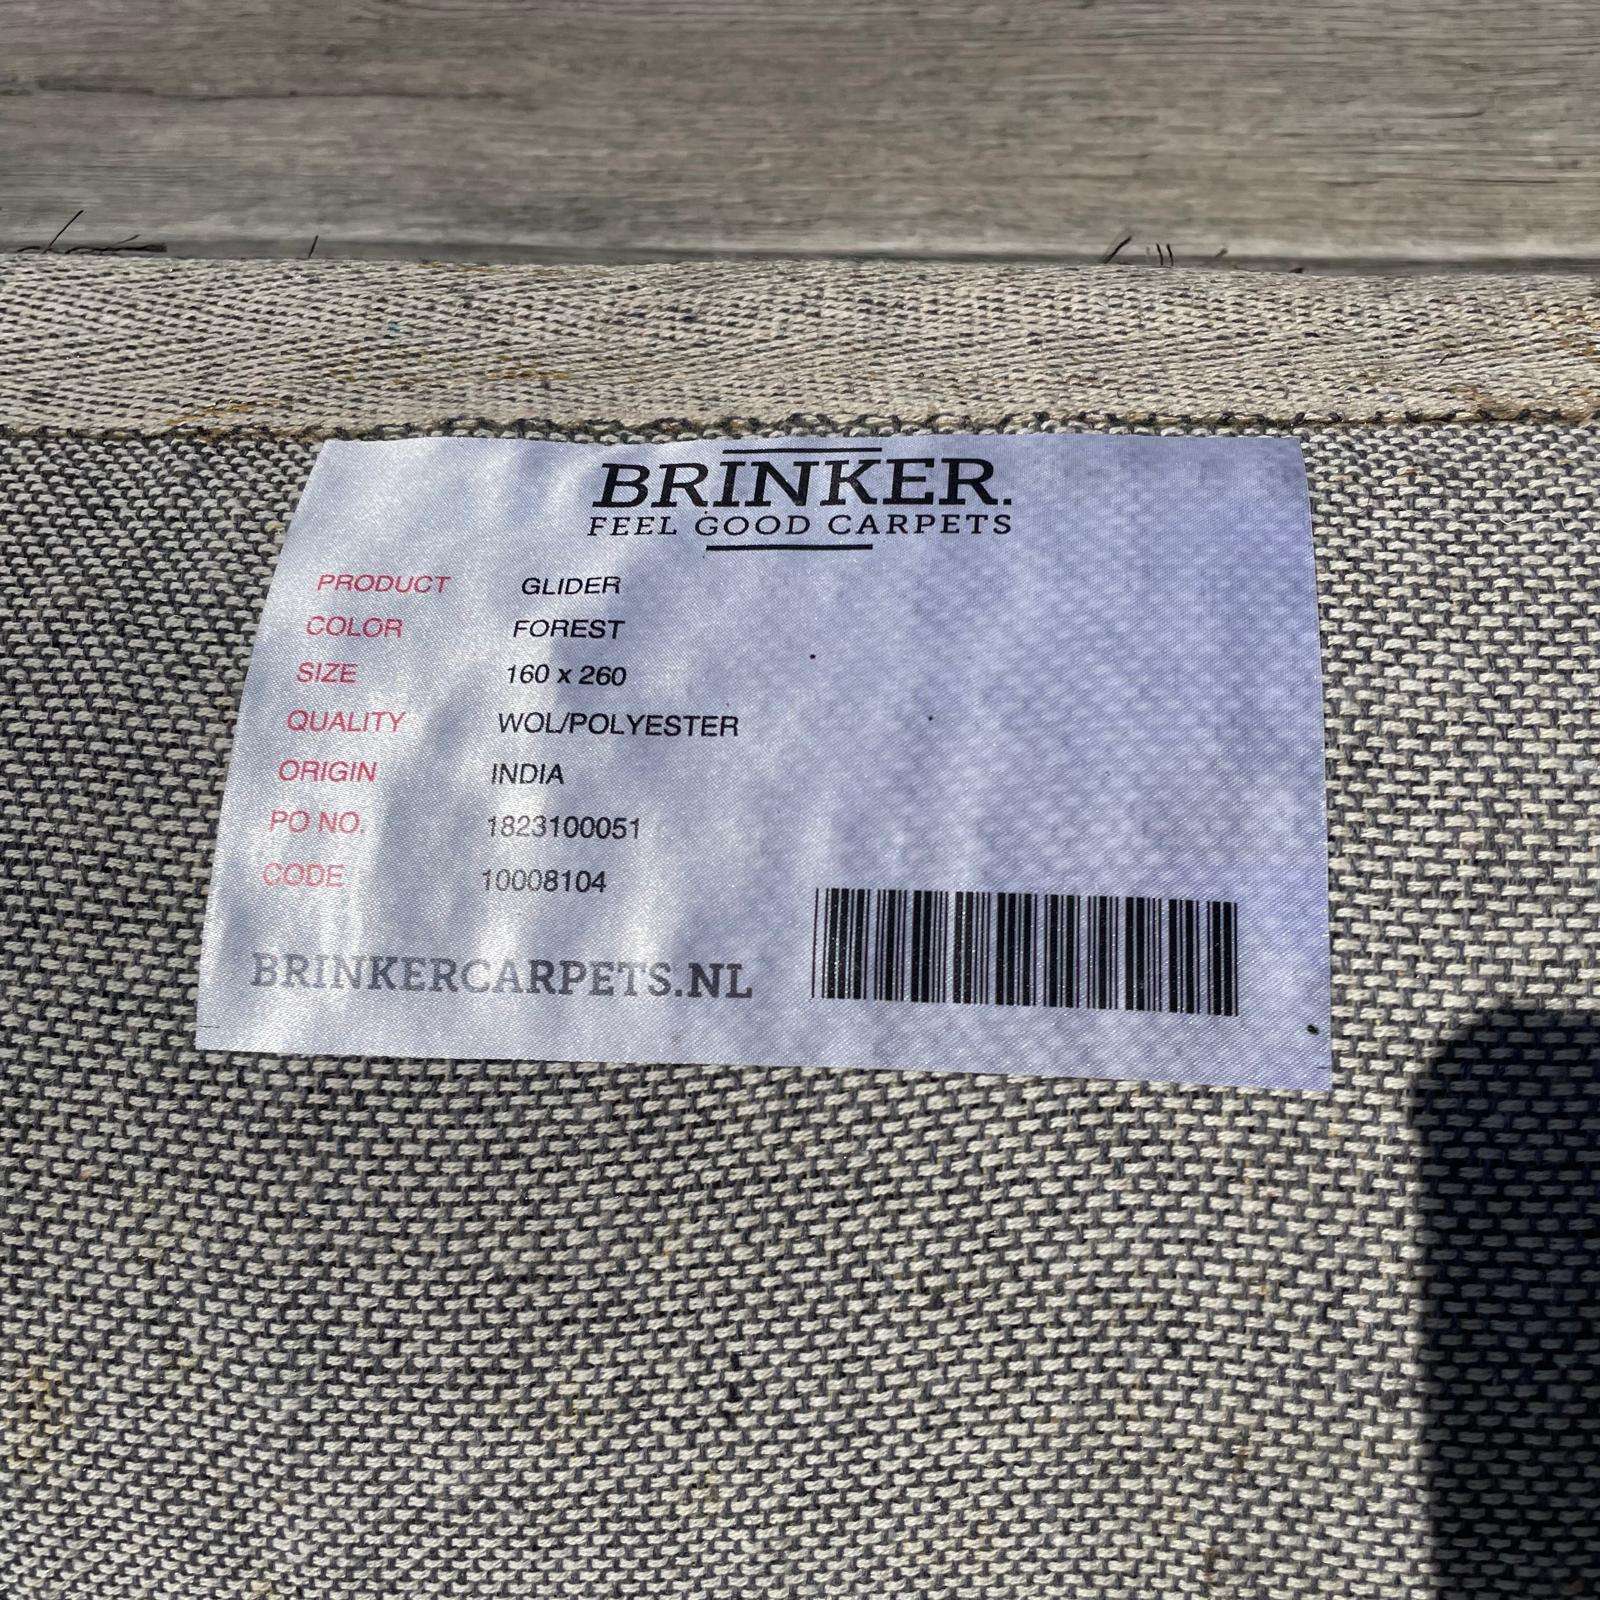 BRINKER.
FEEL GOOD CARPETS
PRODUCT GLIDER
COLOR FOREST
SIZE 160 x 260
QUALITY WOL/POLYESTER
ORIGIN INDIA
PO NO. 1823100051
CODE 10008104
BRINKERCARPETS.NL